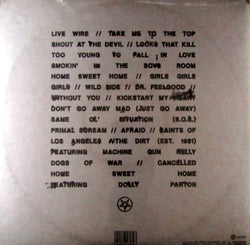 LIVE WIRE // TAKE ME TO THE TOP
SHOUT AT THE DEVIL // LOOKS THAT KILL
TOO YOUNG TO FALL IN LOVE
SMOKIN' IN THE BOYS ROOM
HOME SWEET HOME // GIRLS GIRLS
GIRLS // WILD SIDE // DR. FEELGOOD //
WITHOUT YOU // KICKSTART MY HEART
DON'T GO AWAY MAD (JUST GO AWAY)
SAME OL' SITUATION (S.O.S.)
PRIMAL SCREAM // AFRAID // SAINTS OF
LOS ANGELES //THE DIRT (EST. 1981)
FEATURING MACHINE GUN KELLY
DOGS OF WAR // CANCELLED
HOME SWEET HOME
FEATURING DOLLY PARTON